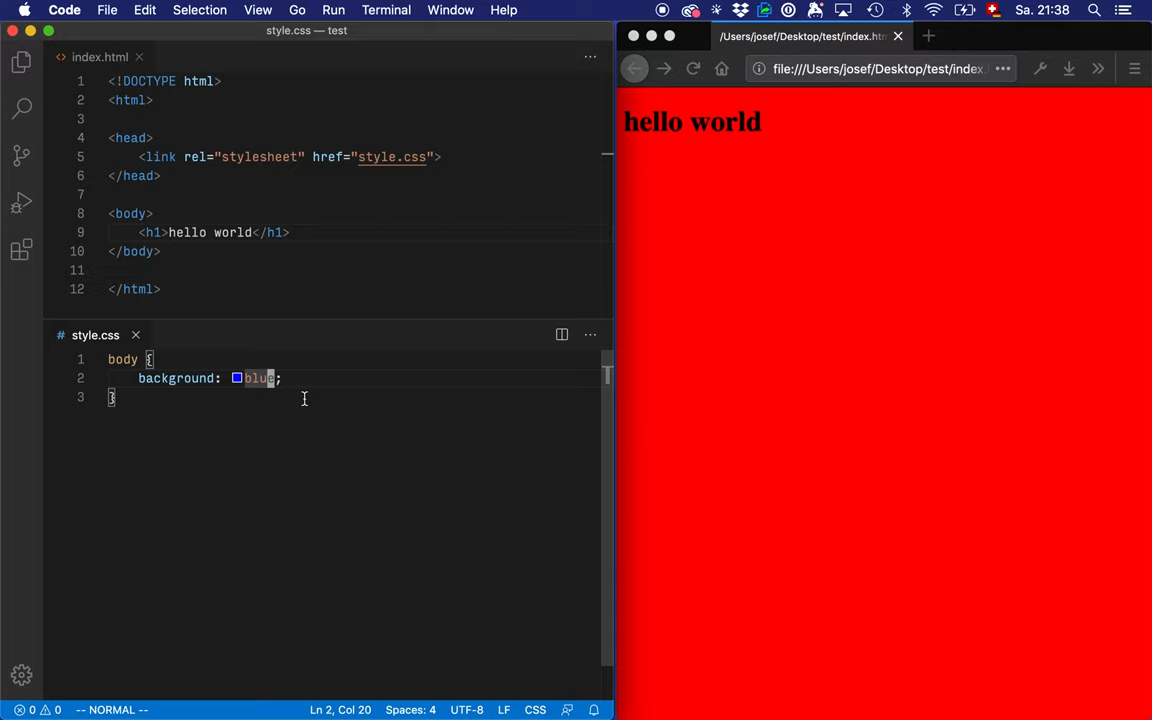 Code File Edit Selection View Go Run Terminal Window Help Sa. 21:38
style.css — test
index.html
1 <!DOCTYPE html>
2 <html>
3
4 <head>
5 <link rel="stylesheet" href="style.css">
6 </head>
7
8 <body>
9 <h1>hello world</h1>
10 </body>
11
12 </html>
# style.css
1 body {
2 background: blue;
3 }
0 0 -- NORMAL -- Ln 2, Col 20 Spaces: 4 UTF-8 LF CSS
/Users/josef/Desktop/test/index.htm
file:///Users/josef/Desktop/test/index.
hello world